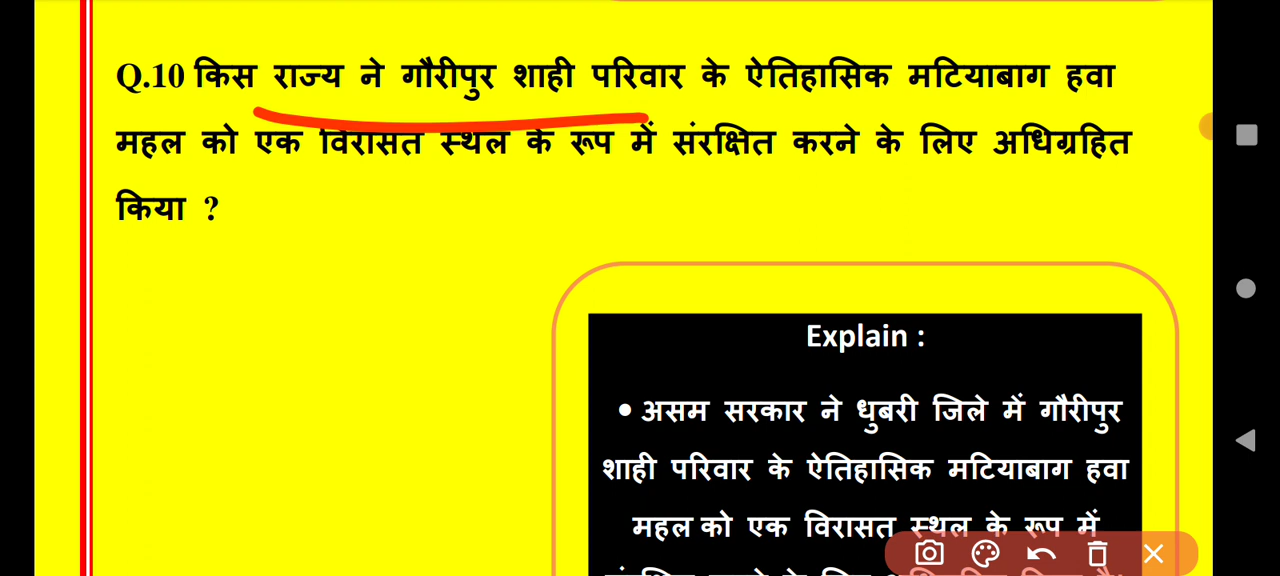 Q.10 किस राज्य ने गौरीपुर शाही परिवार के ऐतिहासिक मटियाबाग हवा
महल को एक विरासत स्थल के रूप में संरक्षित करने के लिए अधिग्रहित
किया ?
Explain :
• असम सरकार ने धुबरी जिले में गौरीपुर
शाही परिवार के ऐतिहासिक मटियाबाग हवा
महल को एक विरासत स्थल के रूप में